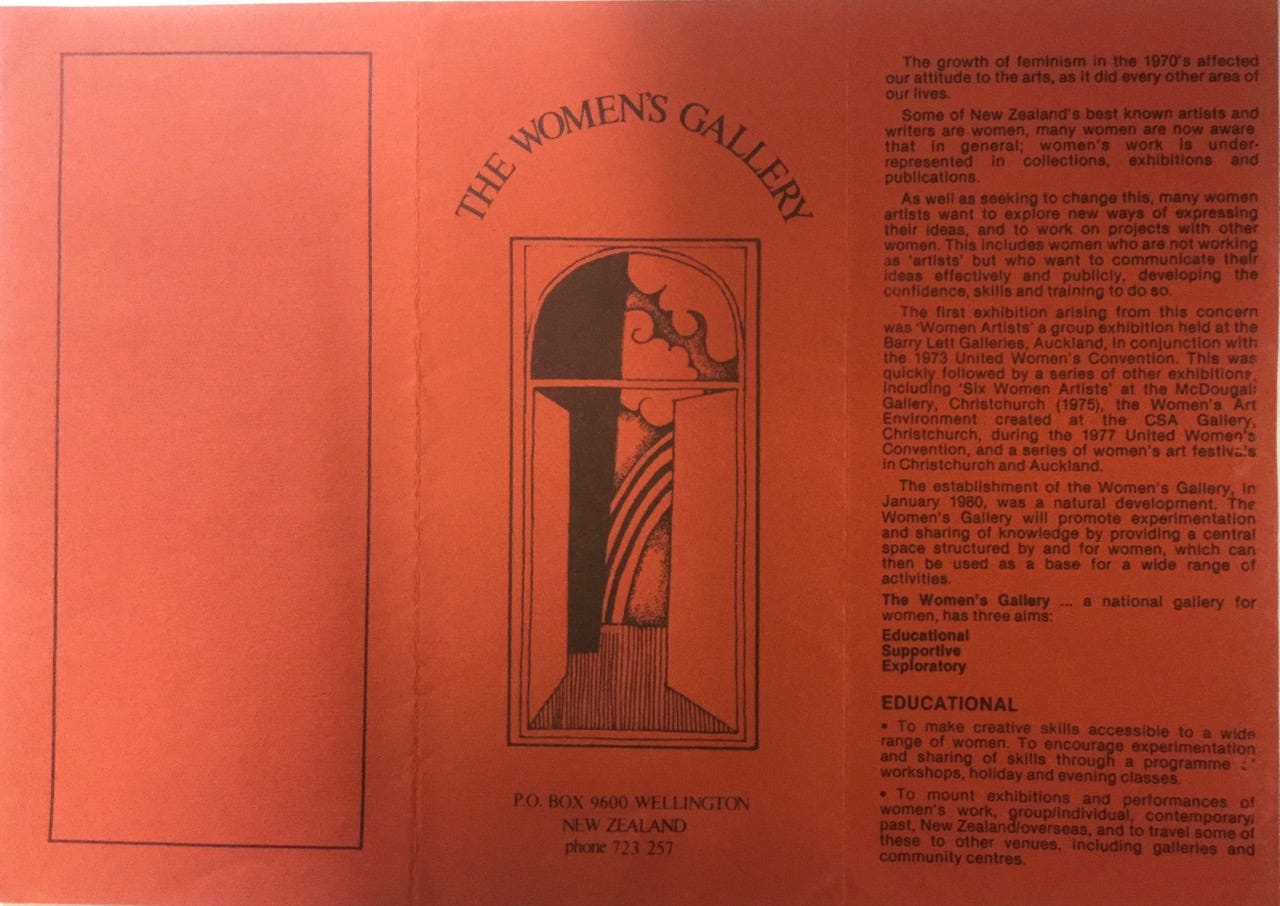 THE WOMEN'S GALLERY
P.O. BOX 9600 WELLINGTON
NEW ZEALAND
phone 723 257
The growth of feminism in the 1970's affected
our attitude to the arts, as it did every other area of
our lives.
Some of New Zealand's best known artists and
writers are women, many women are now aware
that in general; women's work is under-
represented in collections, exhibitions and
publications.
As well as seeking to change this, many women
artists want to explore new ways of expressing
their ideas, and to work on projects with other
women. This includes women who are not working
as 'artists' but who want to communicate their
ideas effectively and publicly, developing the
confidence, skills and training to do so.
The first exhibition arising from this concern
was 'Women Artists' a group exhibition held at the
Barry Lett Galleries, Auckland, in conjunction with
the 1973 United Women's Convention. This was
quickly followed by a series of other exhibitions,
including 'Six Women Artists' at the McDougall
Gallery, Christchurch (1975), the Women's Art
Environment created at the CSA Gallery,
Christchurch, during the 1977 United Women's
Convention, and a series of women's art festivals
in Christchurch and Auckland.
The establishment of the Women's Gallery, in
January 1980, was a natural development. The
Women's Gallery will promote experimentation
and sharing of knowledge by providing a central
space structured by and for women, which can
then be used as a base for a wide range of
activities.
The Women's Gallery ... a national gallery for
women, has three aims:
Educational
Supportive
Exploratory
EDUCATIONAL
• To make creative skills accessible to a wide
range of women. To encourage experimentation
and sharing of skills through a programme of
workshops, holiday and evening classes.
• To mount exhibitions and performances of
women's work, group/individual, contemporary/
past, New Zealand/overseas, and to travel some of
these to other venues, including galleries and
community centres.